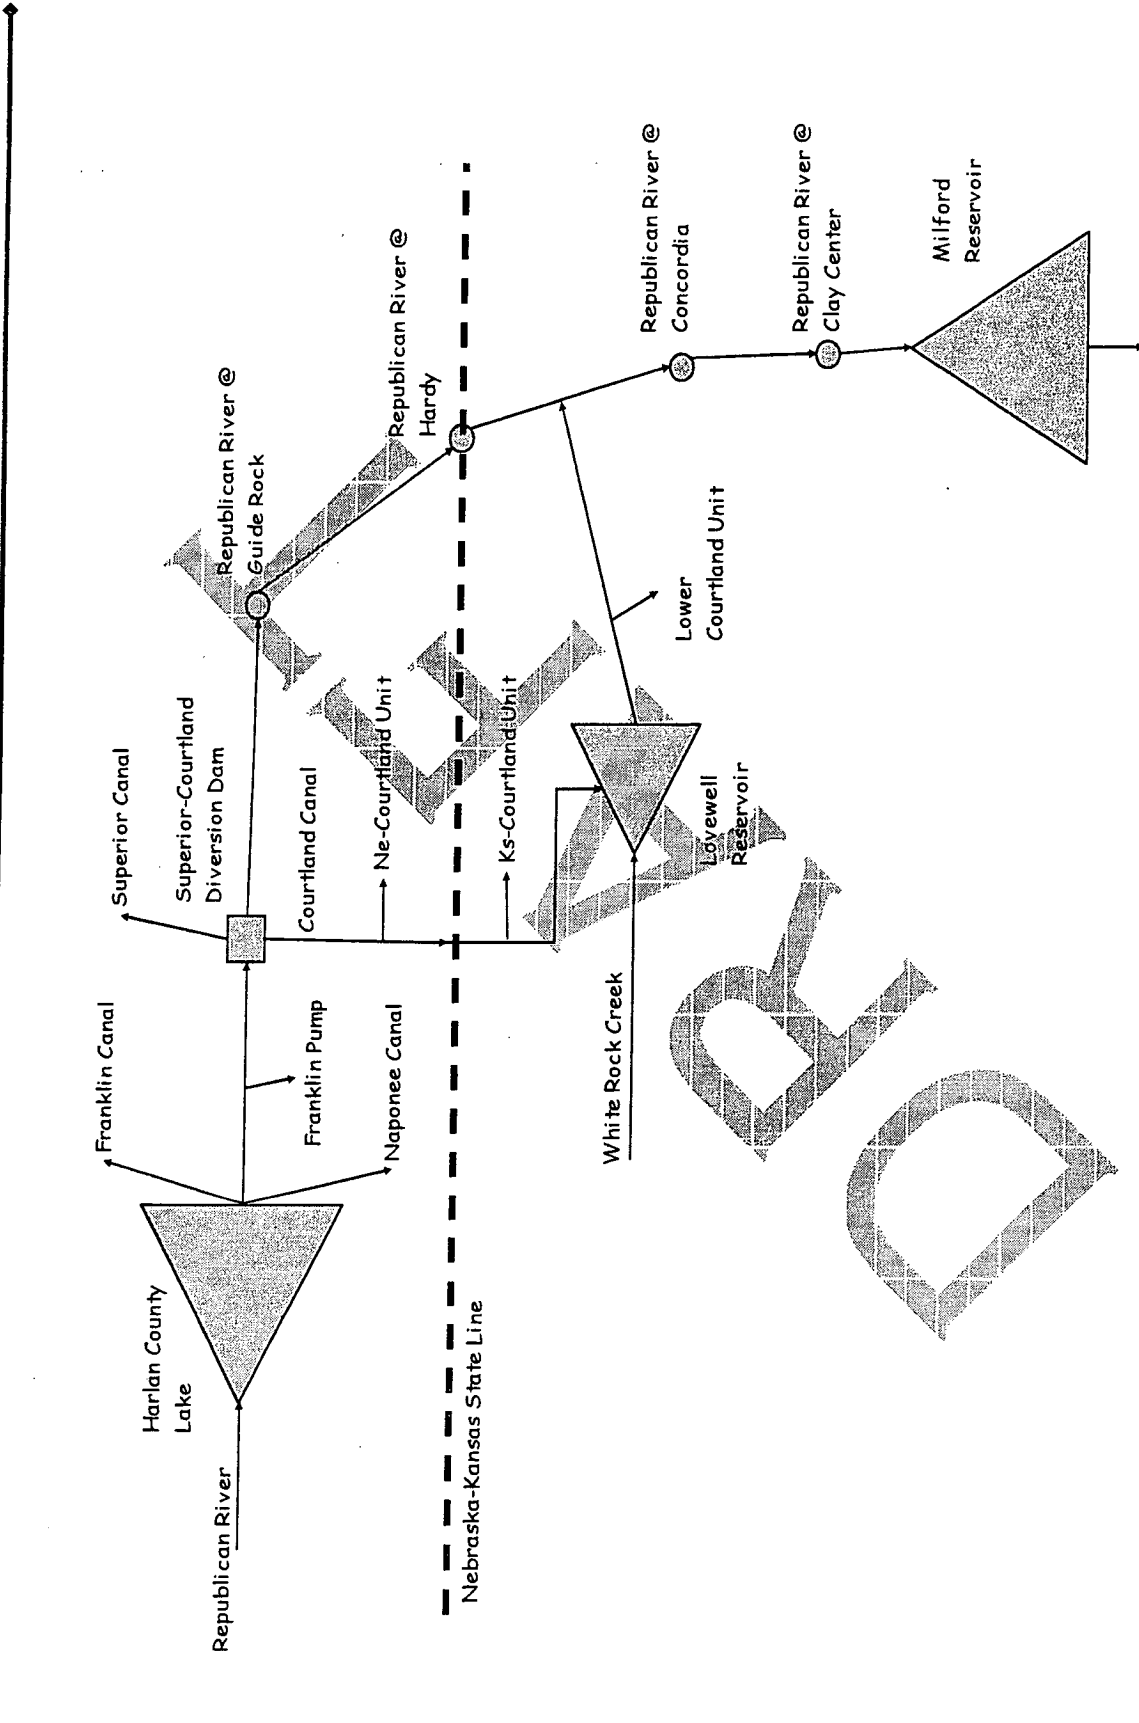 Republican River
Harlan County
Lake
Franklin Canal
Franklin Pump
Naponee Canal
Nebraska-Kansas State Line
Superior Canal
Superior-Courtland
Diversion Dam
Courtland Canal
Ne-Courtland Unit
Ks-Courtland Unit
White Rock Creek
Lovewell
Reservoir
Republican River @
Guide Rock
Republican River @
Hardy
Lower
Courtland Unit
Republican River @
Concordia
Republican River @
Clay Center
Milford
Reservoir
DRAFT